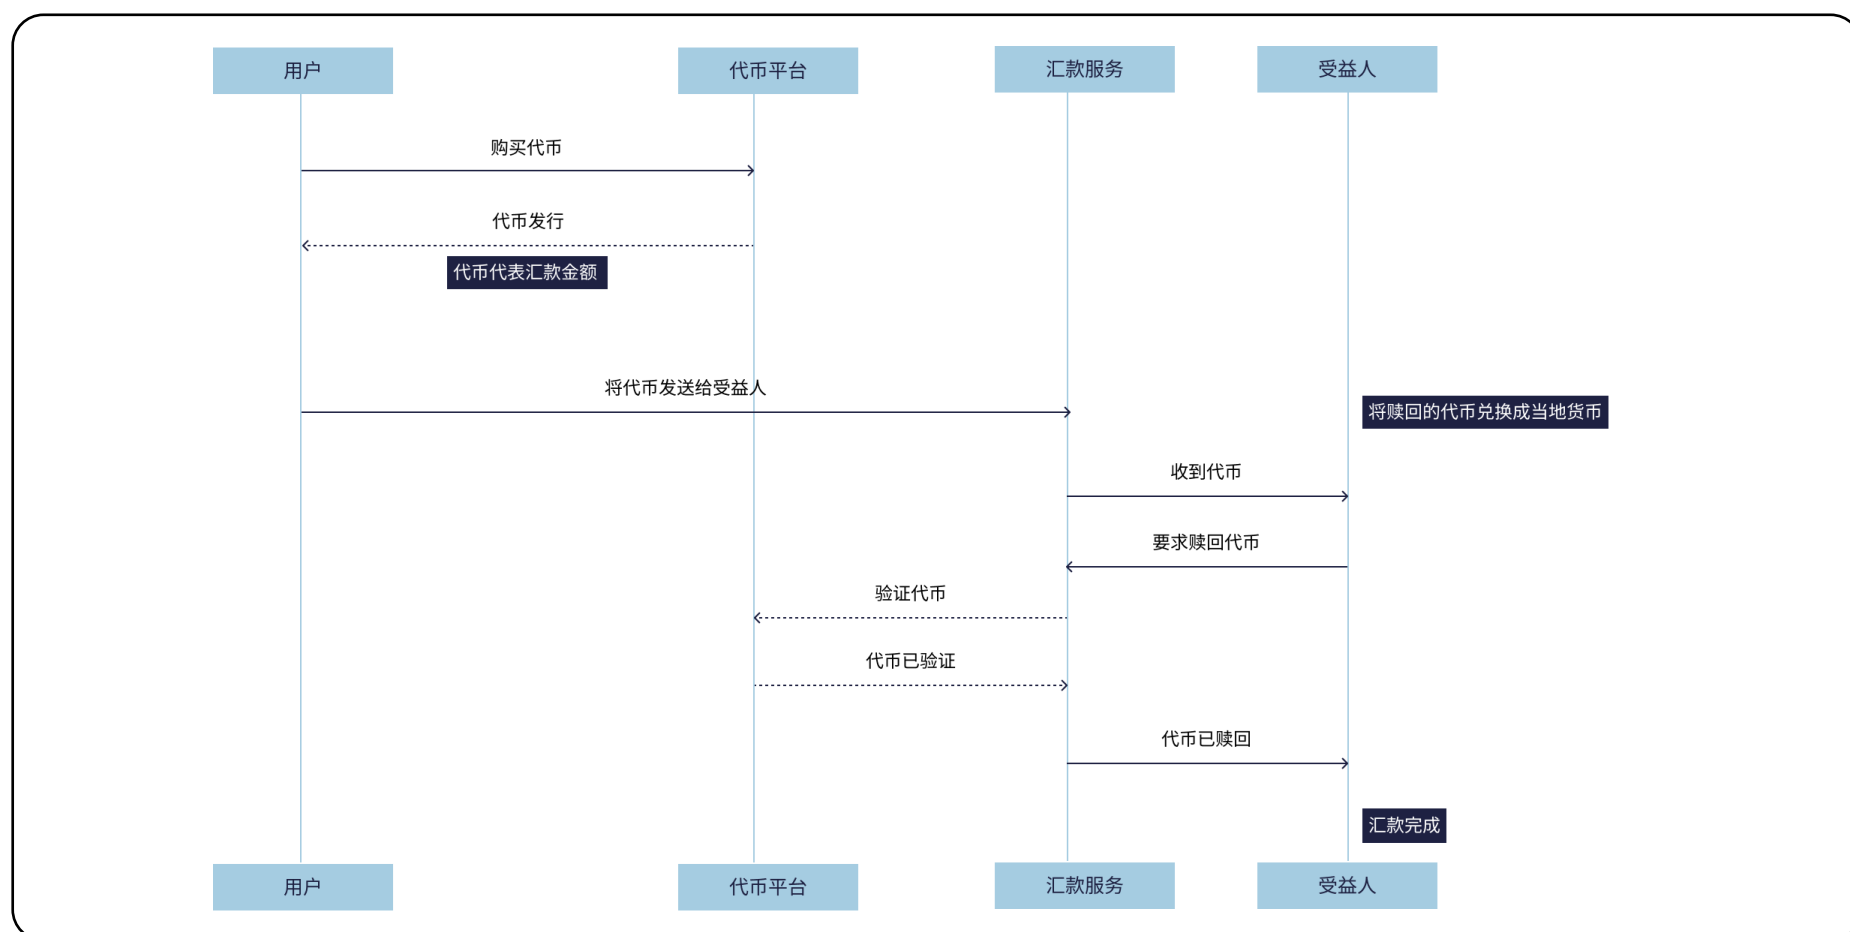 用户
代币平台
汇款服务
受益人
购买代币
代币发行
代币代表汇款金额
将代币发送给受益人
将赎回的代币兑换成当地货币
收到代币
要求赎回代币
验证代币
代币已验证
代币已赎回
汇款完成
用户
代币平台
汇款服务
受益人